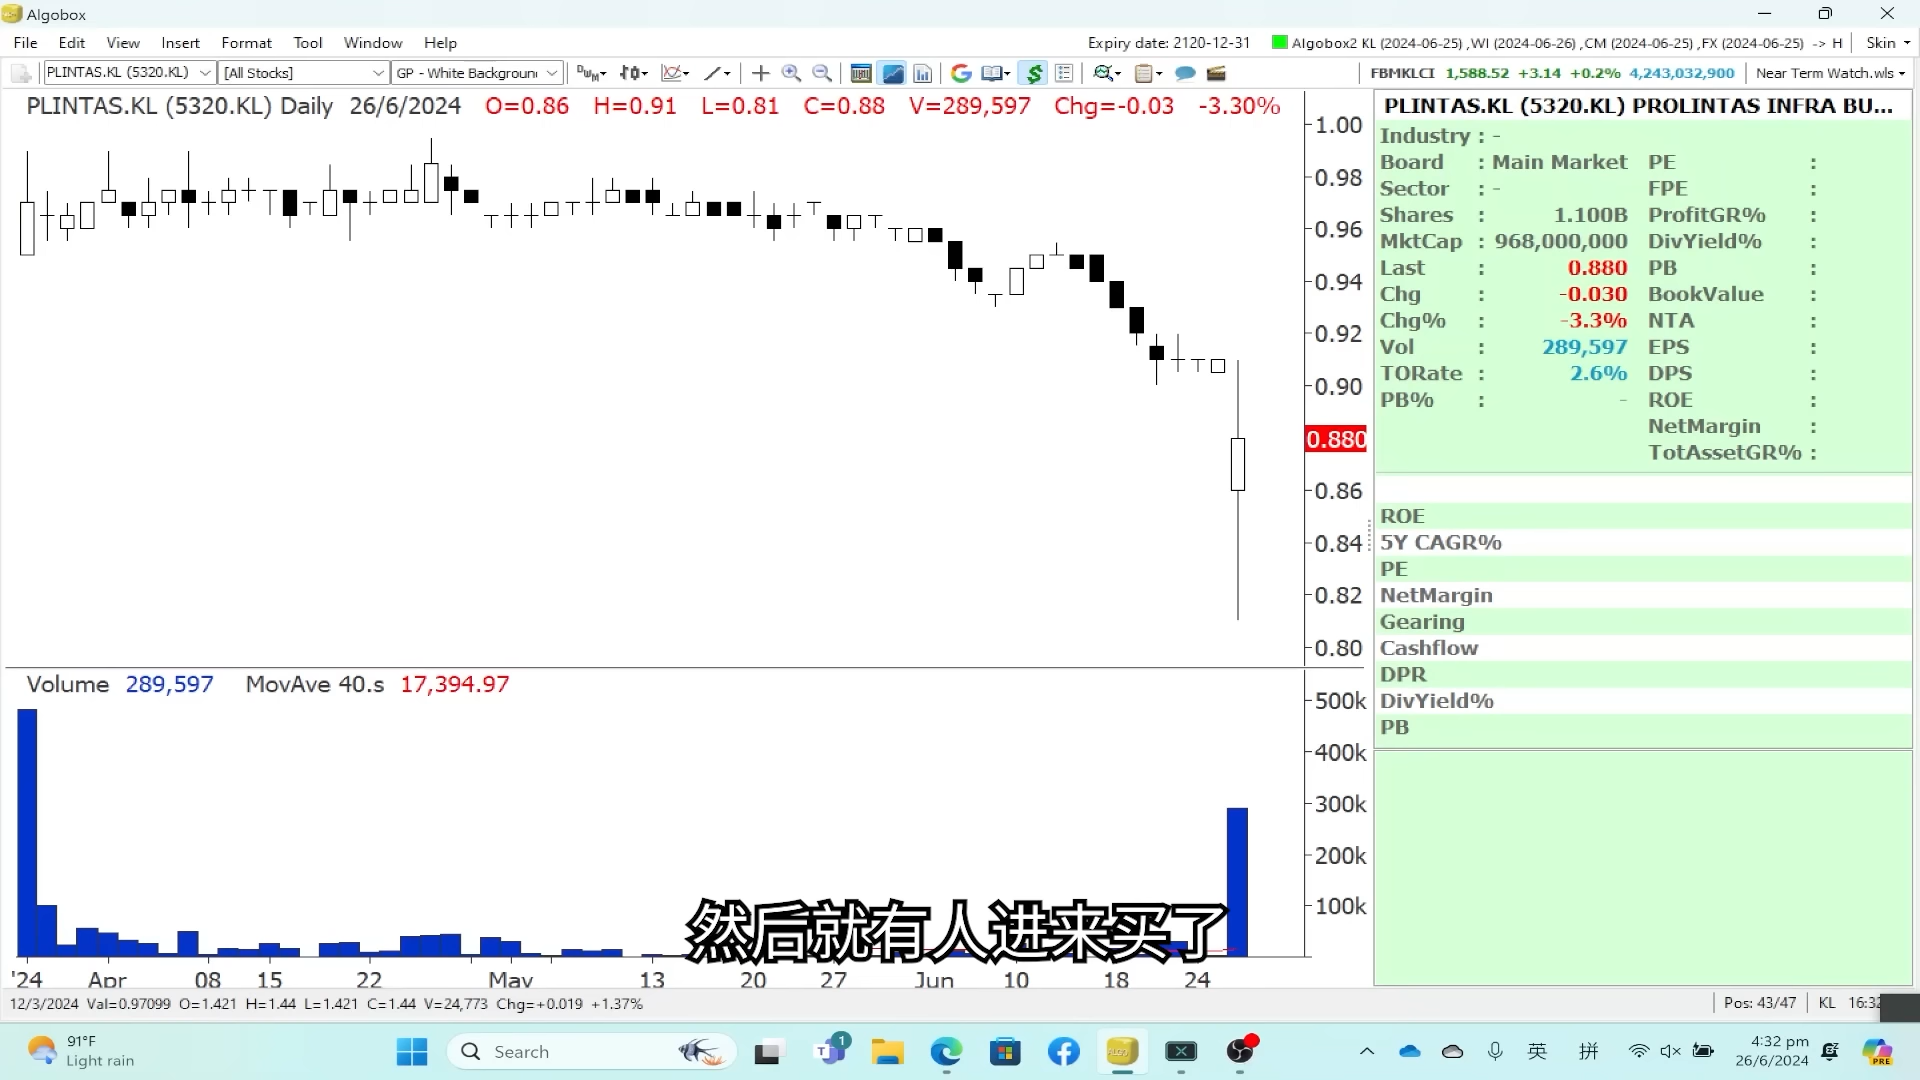 Algobox
File Edit View Insert Format Tool Window Help
Expiry date: 2120-12-31 Algobox2 KL (2024-06-25) ,WI (2024-06-26) ,CM (2024-06-25) ,FX (2024-06-25) -> H Skin
PLINTAS.KL (5320.KL) [All Stocks] GP - White Backgroun
FBMKLCI 1,588.52 +3.14 +0.2% 4,243,032,900 Near Term Watch.wls
PLINTAS.KL (5320.KL) Daily 26/6/2024 O=0.86 H=0.91 L=0.81 C=0.88 V=289,597 Chg=-0.03 -3.30%
1.00
0.98
0.96
0.94
0.92
0.90
0.880
0.86
0.84
0.82
0.80
Volume 289,597 MovAve 40.s 17,394.97
500k
400k
300k
200k
100k
然后就有人进来买了
'24 Apr 08 15 22 May 13 20 27 Jun 10 18 24
PLINTAS.KL (5320.KL) PROLINTAS INFRA BU...
Industry : -
Board : Main Market PE :
Sector : - FPE :
Shares : 1.100B ProfitGR% :
MktCap : 968,000,000 DivYield% :
Last : 0.880 PB :
Chg : -0.030 BookValue :
Chg% : -3.3% NTA :
Vol : 289,597 EPS :
TORate : 2.6% DPS :
PB% : - ROE :
NetMargin :
TotAssetGR% :
ROE
5Y CAGR%
PE
NetMargin
Gearing
Cashflow
DPR
DivYield%
PB
12/3/2024 Val=0.97099 O=1.421 H=1.44 L=1.421 C=1.44 V=24,773 Chg=+0.019 +1.37%
Pos: 43/47 KL 16:32
91°F
Light rain
Search
1
ALGO
英 拼
4:32 pm
26/6/2024
PRE